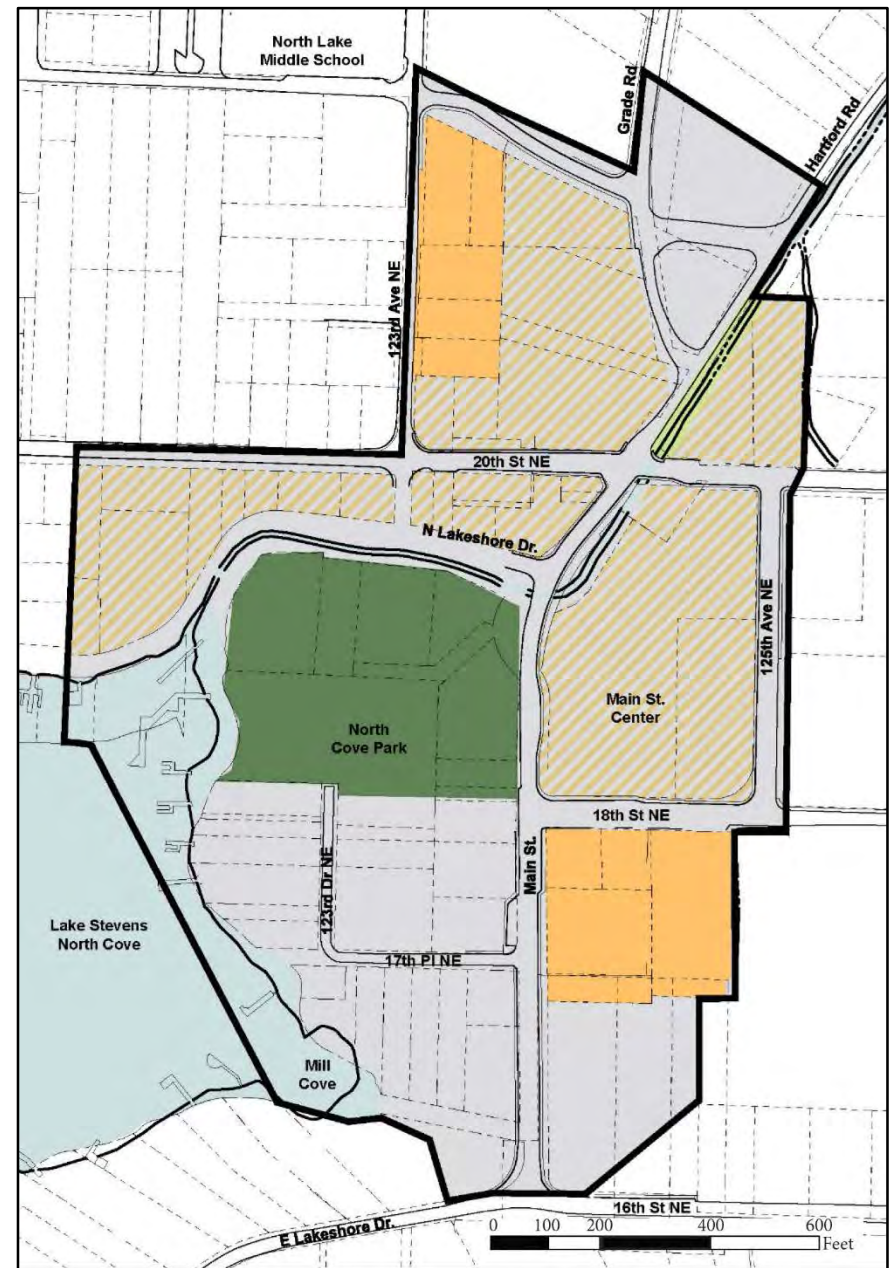 North Lake
Middle School
Grade Rd
Hartford Rd
123rd Ave NE
20th St NE
N Lakeshore Dr.
125th Ave NE
Main St.
Center
North
Cove Park
18th St NE
Main St.
123rd Dr NE
Lake Stevens
North Cove
17th Pl NE
Mill
Cove
16th St NE
E Lakeshore Dr.
0 100 200 400 600
Feet